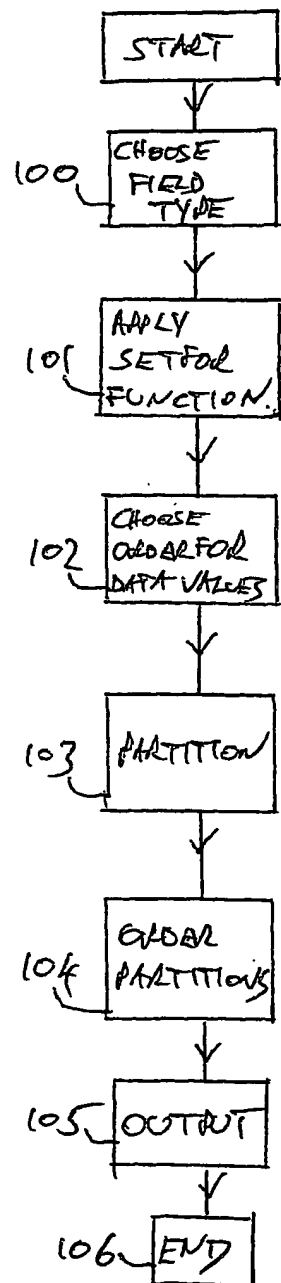 START
100
CHOOSE
FIELD
TYPE
101
APPLY
SETFOR
FUNCTION.
102
CHOOSE
ORDER FOR
DATA VALUES
103
PARTITION
104
ORDER
PARTITIONS
105
OUTPUT
106
END